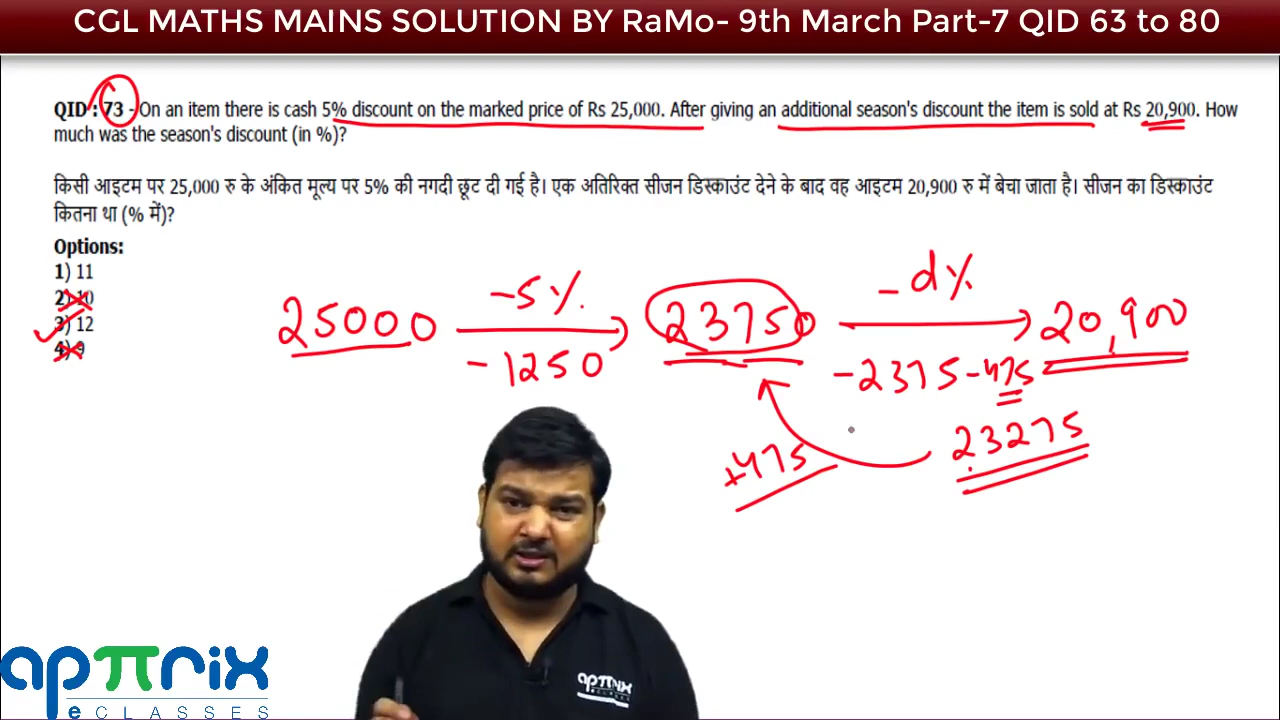 CGL MATHS MAINS SOLUTION BY RaMo- 9th March Part-7 QID 63 to 80
QID : 73 - On an item there is cash 5% discount on the marked price of Rs 25,000. After giving an additional season's discount the item is sold at Rs 20,900. How
much was the season's discount (in %)?
किसी आइटम पर 25,000 रु के अंकित मूल्य पर 5% की नगदी छूट दी गई है। एक अतिरिक्त सीजन डिस्काउंट देने के बाद वह आइटम 20,900 रु में बेचा जाता है। सीजन का डिस्काउंट
कितना था (% में)?
Options:
1) 11
2) 10
3) 12
4) 9
25000 -5% 23750 -d% 20,900
-1250 -2375-475
23275
+475
apπrix
e CLASSES
apπrix
e CLASSES